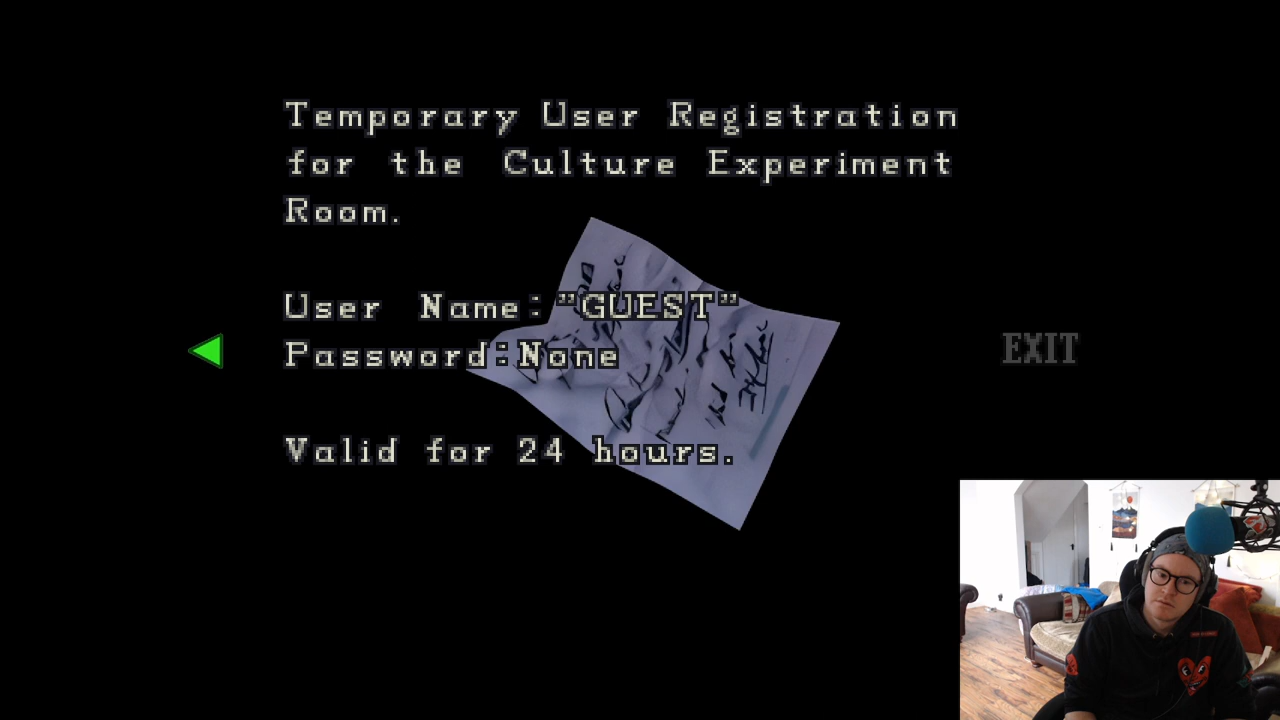 Temporary User Registration
for the Culture Experiment
Room.
User Name:"GUEST"
Password:None
EXIT
Valid for 24 hours.